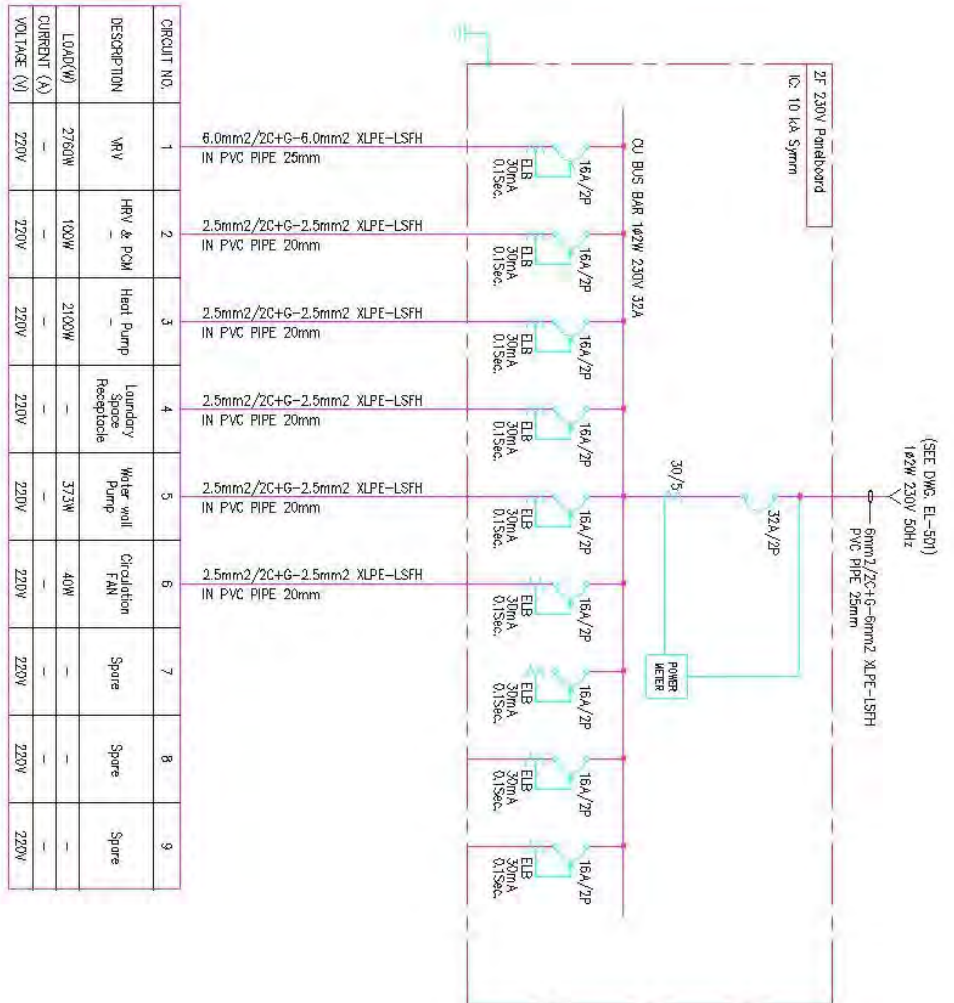 (SEE DWG. EL-501)
1Ø2W 230V 50Hz
6mm2/2C+G-6mm2 XLPE-LSFH
PVC PIPE 25mm
2F 230V Panelboard
IC: 10 kA Symm
32A/2P
30/5
POWER
METER
CU BUS BAR 1Ø2W 230V 32A
16A/2P
ELB
30mA
0.1Sec.
16A/2P
ELB
30mA
0.1Sec.
16A/2P
ELB
30mA
0.1Sec.
16A/2P
ELB
30mA
0.1Sec.
16A/2P
ELB
30mA
0.1Sec.
16A/2P
ELB
30mA
0.1Sec.
16A/2P
ELB
30mA
0.1Sec.
16A/2P
ELB
30mA
0.1Sec.
16A/2P
ELB
30mA
0.1Sec.
6.0mm2/2C+G-6.0mm2 XLPE-LSFH
IN PVC PIPE 25mm
2.5mm2/2C+G-2.5mm2 XLPE-LSFH
IN PVC PIPE 20mm
2.5mm2/2C+G-2.5mm2 XLPE-LSFH
IN PVC PIPE 20mm
2.5mm2/2C+G-2.5mm2 XLPE-LSFH
IN PVC PIPE 20mm
2.5mm2/2C+G-2.5mm2 XLPE-LSFH
IN PVC PIPE 20mm
2.5mm2/2C+G-2.5mm2 XLPE-LSFH
IN PVC PIPE 20mm
CIRCUIT NO. 1 2 3 4 5 6 7 8 9
DESCRIPTION VRV HRV & PCM - Heat Pump - Laundary Space Receptacle Water wall Pump Circulation FAN Spare Spare Spare
LOAD(W) 2760W 100W 2100W - 373W 40W - - -
CURRENT (A) - - - - - - - - -
VOLTAGE (V) 220V 220V 220V 220V 220V 220V 220V 220V 220V